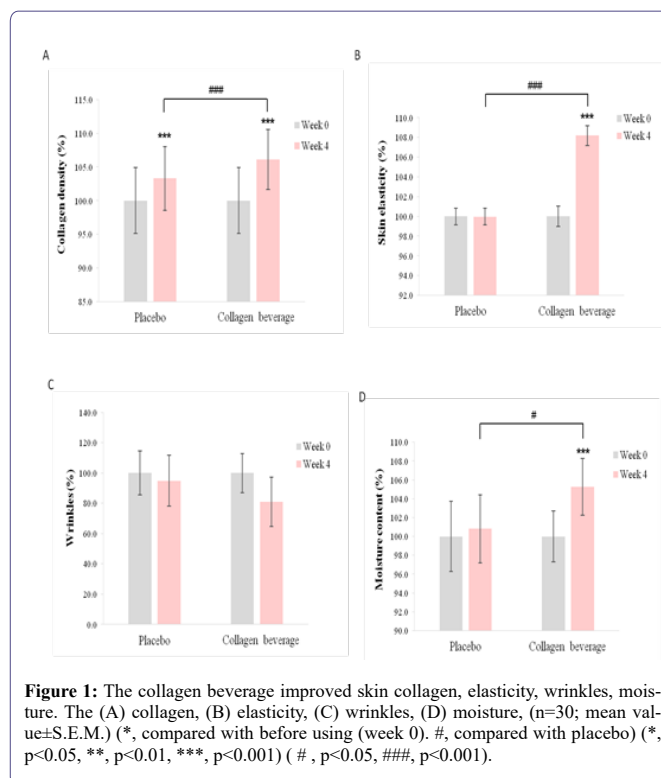 A
###
115.0
110.0
105.0
100.0
95.0
90.0
85.0
Collagen density (%)
***
***
Week 0
Week 4
Placebo
Collagen beverage
B
###
110.0
108.0
106.0
104.0
102.0
100.0
98.0
96.0
94.0
92.0
Skin elasticity (%)
***
Week 0
Week 4
Placebo
Collagen beverage
C
140.0
120.0
100.0
80.0
60.0
40.0
20.0
0.0
Wrinkles (%)
Week 0
Week 4
Placebo
Collagen beverage
D
#
110.0
108.0
106.0
104.0
102.0
100.0
98.0
96.0
94.0
92.0
90.0
Moisture content (%)
***
Week 0
Week 4
Placebo
Collagen beverage
Figure 1: The collagen beverage improved skin collagen, elasticity, wrinkles, mois-
ture. The (A) collagen, (B) elasticity, (C) wrinkles, (D) moisture, (n=30; mean val-
ue±S.E.M.) (*, compared with before using (week 0). #, compared with placebo) (*,
p<0.05, **, p<0.01, ***, p<0.001) ( # , p<0.05, ###, p<0.001).